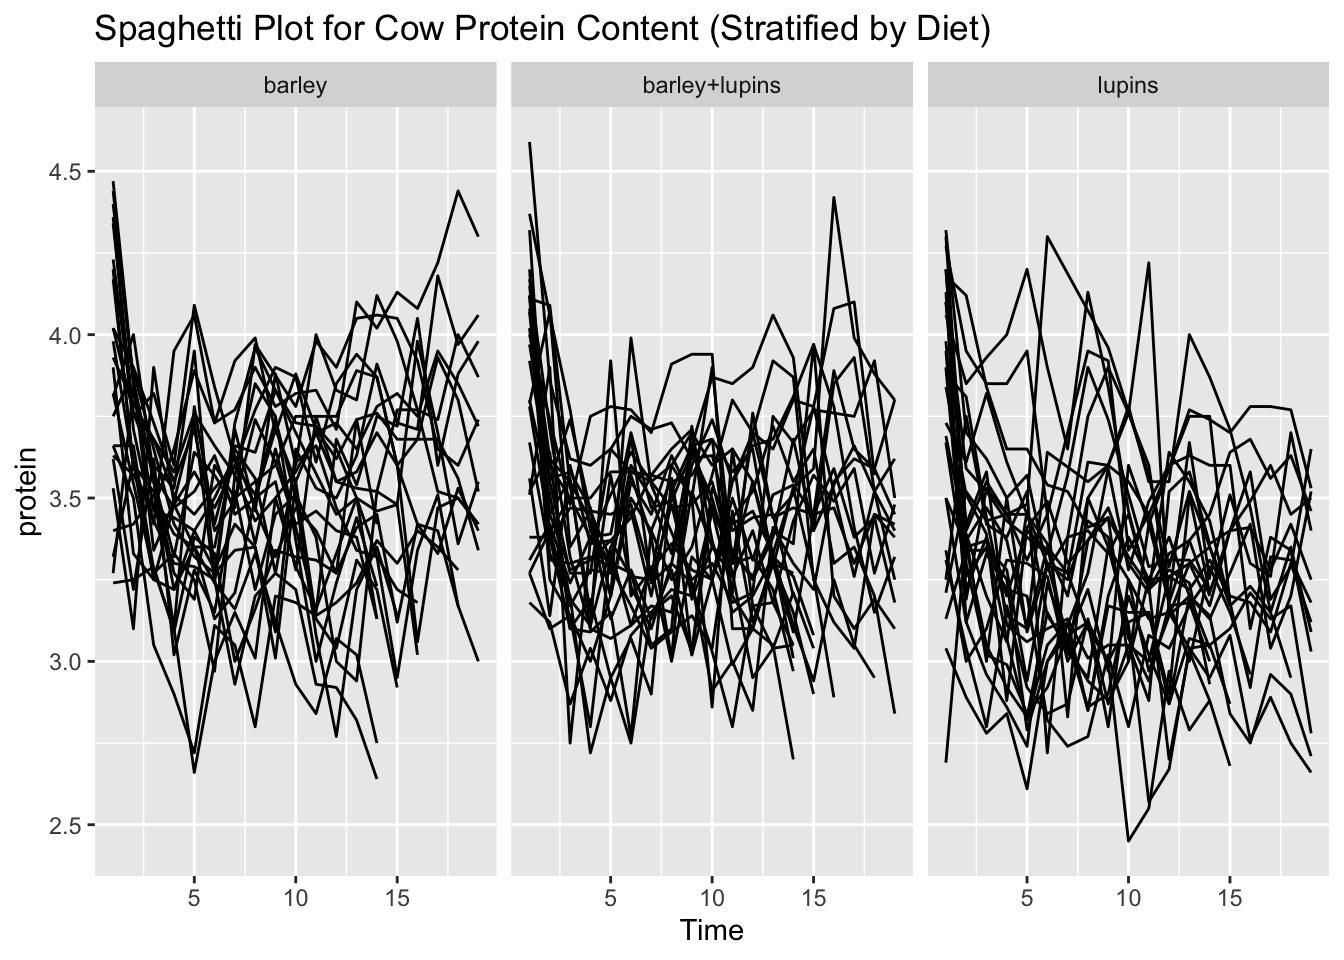 Spaghetti Plot for Cow Protein Content (Stratified by Diet)
barley
barley+lupins
lupins
protein
4.5
4.0
3.5
3.0
2.5
5 10 15
5 10 15
5 10 15
Time